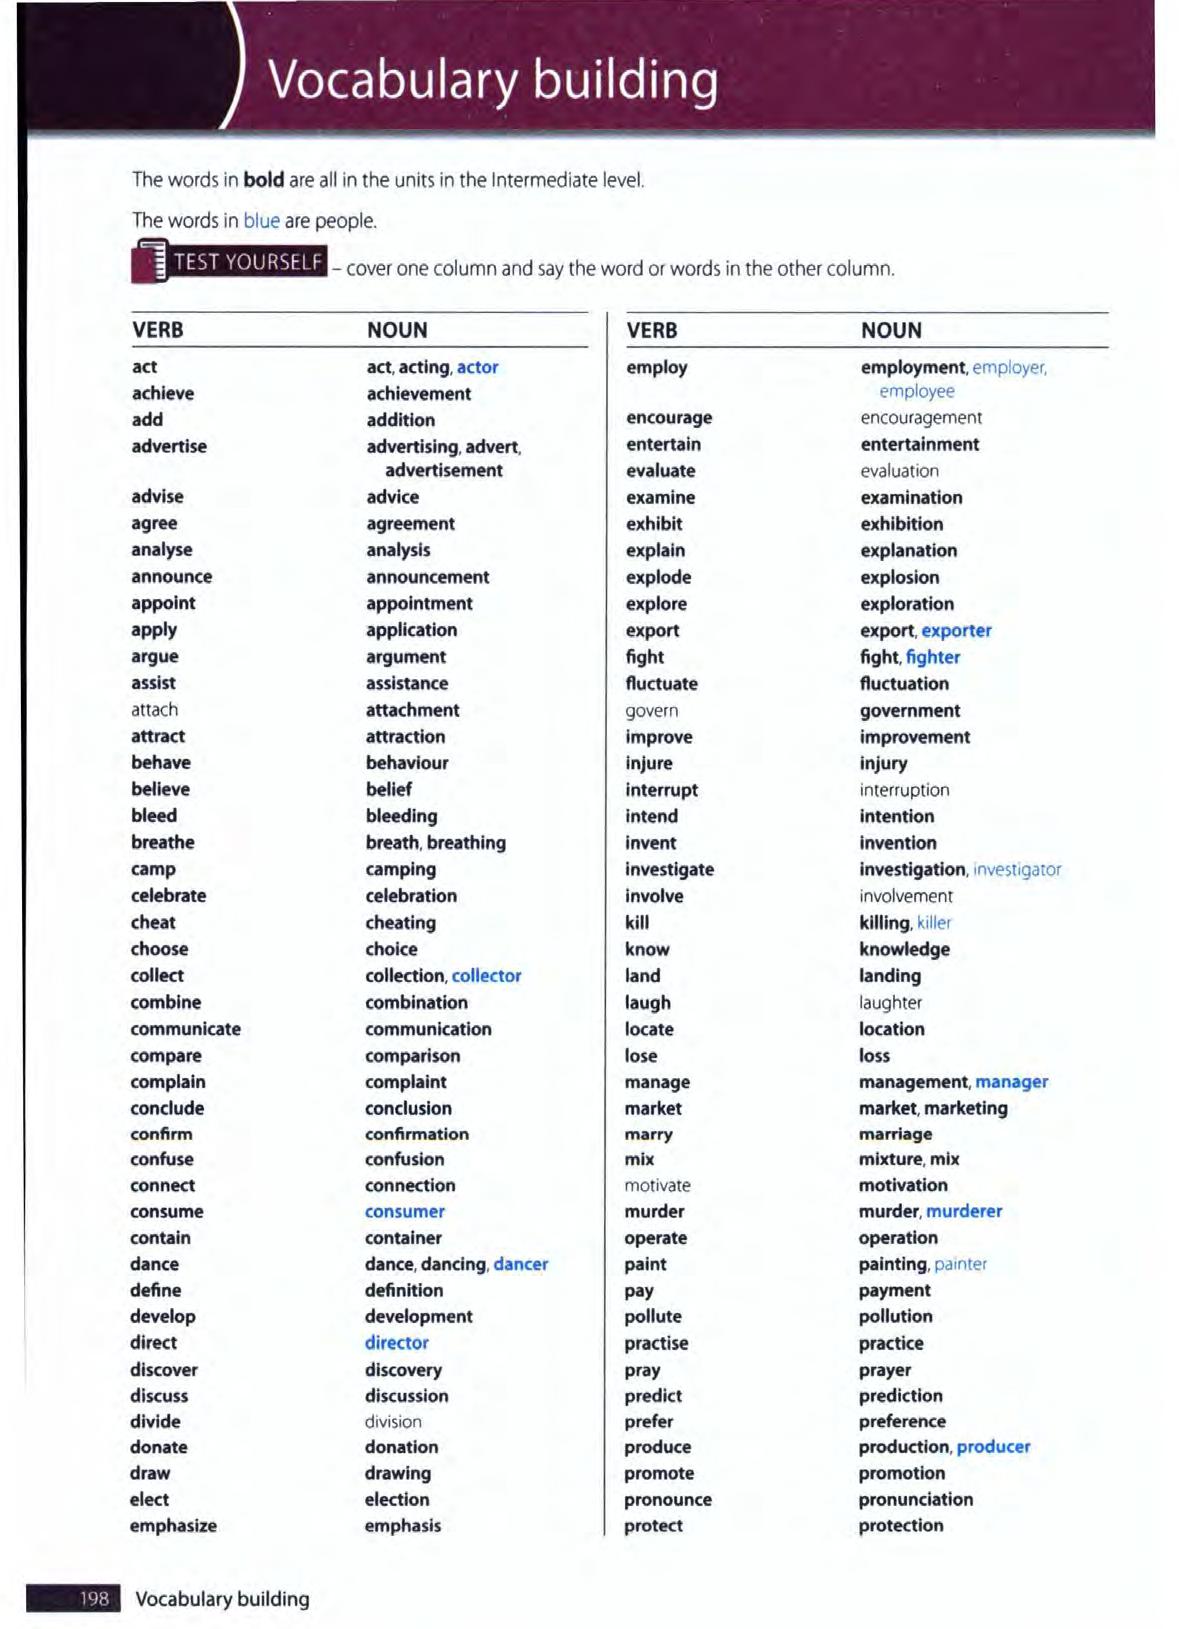 Vocabulary building
The words in bold are all in the units in the Intermediate level.
The words in blue are people.
TEST YOURSELF – cover one column and say the word or words in the other column.
VERB NOUN
act act, acting, actor
achieve achievement
add addition
advertise advertising, advert,
advertisement
advise advice
agree agreement
analyse analysis
announce announcement
appoint appointment
apply application
argue argument
assist assistance
attach attachment
attract attraction
behave behaviour
believe belief
bleed bleeding
breathe breath, breathing
camp camping
celebrate celebration
cheat cheating
choose choice
collect collection, collector
combine combination
communicate communication
compare comparison
complain complaint
conclude conclusion
confirm confirmation
confuse confusion
connect connection
consume consumer
contain container
dance dance, dancing, dancer
define definition
develop development
direct director
discover discovery
discuss discussion
divide division
donate donation
draw drawing
elect election
emphasize emphasis
VERB NOUN
employ employment, employer,
employee
encourage encouragement
entertain entertainment
evaluate evaluation
examine examination
exhibit exhibition
explain explanation
explode explosion
explore exploration
export export, exporter
fight fight, fighter
fluctuate fluctuation
govern government
improve improvement
injure injury
interrupt interruption
intend intention
invent invention
investigate investigation, investigator
involve involvement
kill killing, killer
know knowledge
land landing
laugh laughter
locate location
lose loss
manage management, manager
market market, marketing
marry marriage
mix mixture, mix
motivate motivation
murder murder, murderer
operate operation
paint painting, painter
pay payment
pollute pollution
practise practice
pray prayer
predict prediction
prefer preference
produce production, producer
promote promotion
pronounce pronunciation
protect protection
198 Vocabulary building